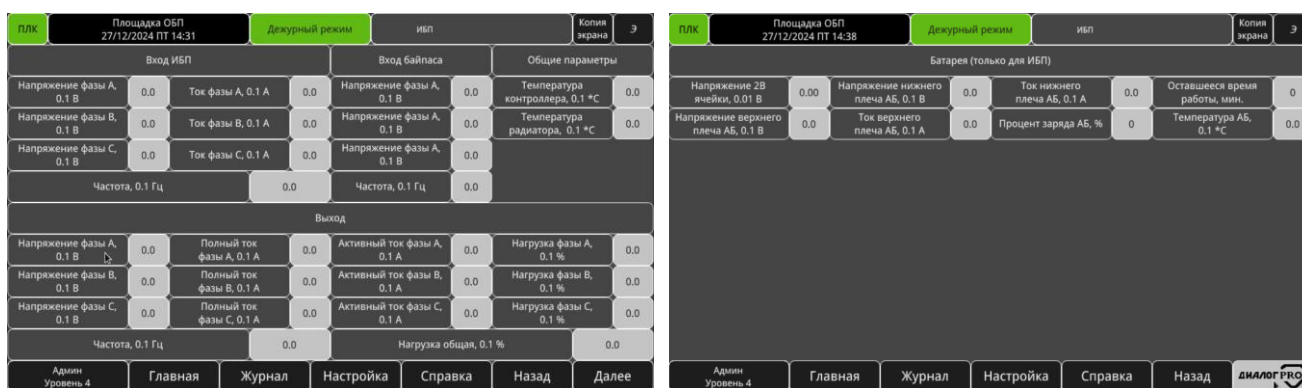 ПЛК
Площадка ОБП
27/12/2024 ПТ 14:31
Дежурный режим
ИБП
Копия
экрана
Э
Вход ИБП
Вход байпаса
Общие параметры
Напряжение фазы А,
0.1 В
0.0
Ток фазы А, 0.1 А
0.0
Напряжение фазы А,
0.1 В
0.0
Температура
контроллера, 0.1 *С
0.0
Напряжение фазы В,
0.1 В
0.0
Ток фазы В, 0.1 А
0.0
Напряжение фазы А,
0.1 В
0.0
Температура
радиатора, 0.1 *С
0.0
Напряжение фазы С,
0.1 В
0.0
Ток фазы С, 0.1 А
0.0
Напряжение фазы А,
0.1 В
0.0
Частота, 0.1 Гц
0.0
Частота, 0.1 Гц
0.0
Выход
Напряжение фазы А,
0.1 В
0.0
Полный ток
фазы А, 0.1 А
0.0
Активный ток фазы А,
0.1 А
0.0
Нагрузка фазы А,
0.1 %
0.0
Напряжение фазы В,
0.1 В
0.0
Полный ток
фазы В, 0.1 А
0.0
Активный ток фазы В,
0.1 А
0.0
Нагрузка фазы В,
0.1 %
0.0
Напряжение фазы С,
0.1 В
0.0
Полный ток
фазы С, 0.1 А
0.0
Активный ток фазы С,
0.1 А
0.0
Нагрузка фазы С,
0.1 %
0.0
Частота, 0.1 Гц
0.0
Нагрузка общая, 0.1 %
0.0
Админ
Уровень 4
Главная
Журнал
Настройка
Справка
Назад
Далее
ПЛК
Площадка ОБП
27/12/2024 ПТ 14:38
Дежурный режим
ИБП
Копия
экрана
Э
Батарея (только для ИБП)
Напряжение 2В
ячейки, 0.01 В
0.00
Напряжение нижнего
плеча АБ, 0.1 В
0.0
Ток нижнего
плеча АБ, 0.1 А
0.0
Оставшееся время
работы, мин.
0
Напряжение верхнего
плеча АБ, 0.1 В
0.0
Ток верхнего
плеча АБ, 0.1 А
0.0
Процент заряда АБ, %
0
Температура АБ,
0.1 *С
0.0
Админ
Уровень 4
Главная
Журнал
Настройка
Справка
Назад
ДИАЛОГ PRO